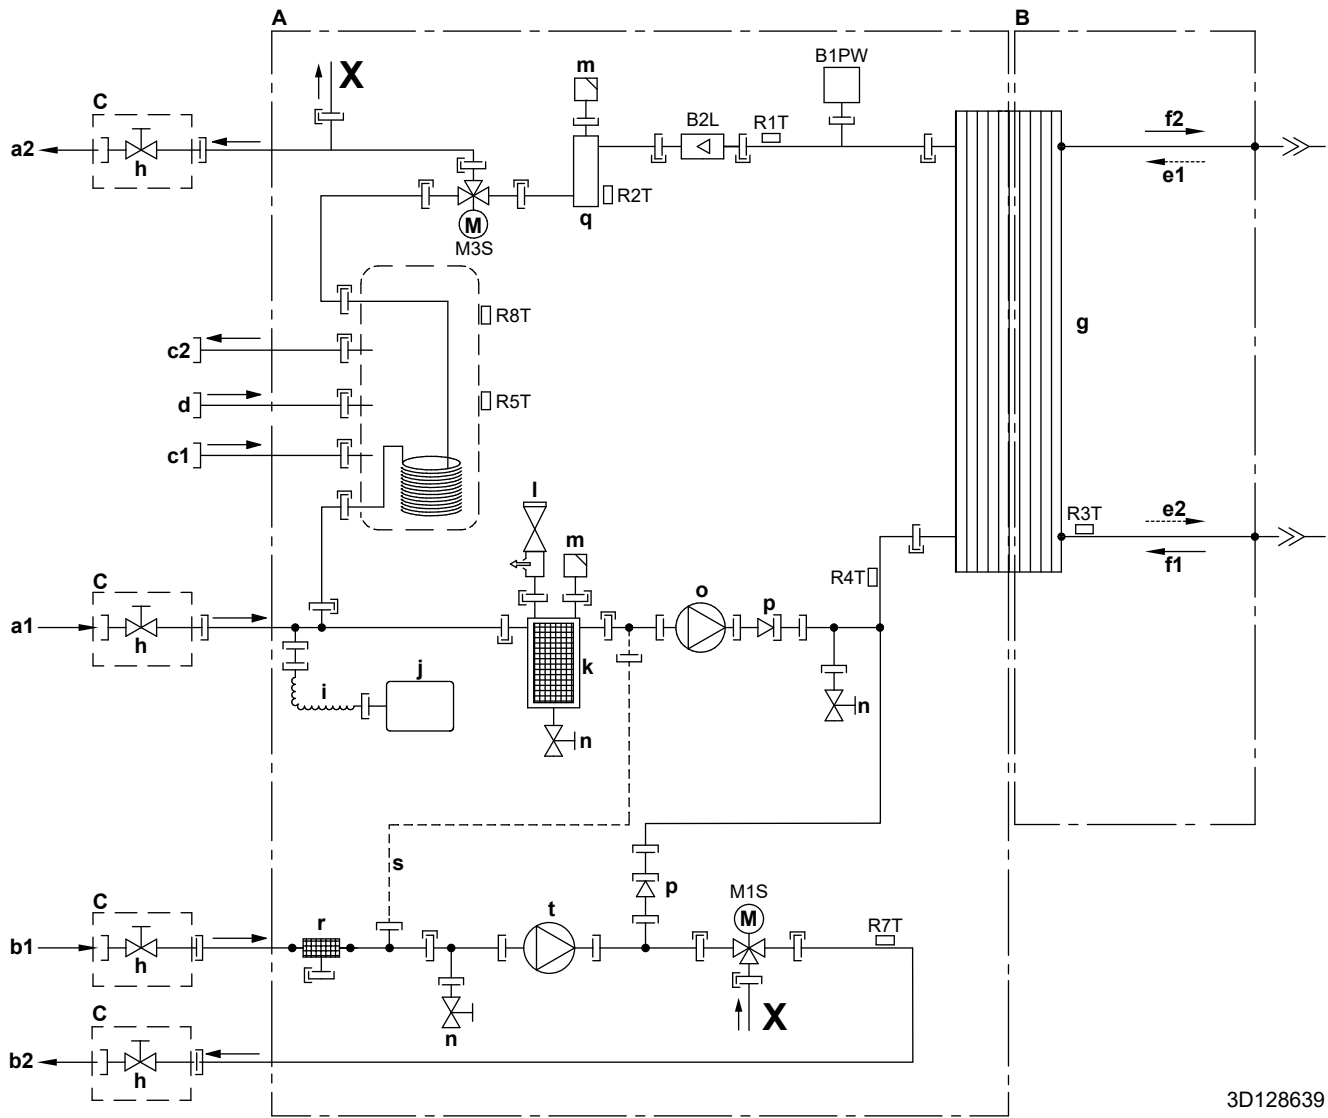 A
B
X
m
B1PW
C
B2L
R1T
f2
a2
h
e1
R2T
q
M
M3S
R8T
g
c2
R5T
d
c1
l
m
R3T
e2
f1
C
o
p
R4T
a1
h
k
j
i
n
n
s
p
M1S
C
t
M
r
R7T
b1
h
X
n
C
b2
h
3D128639